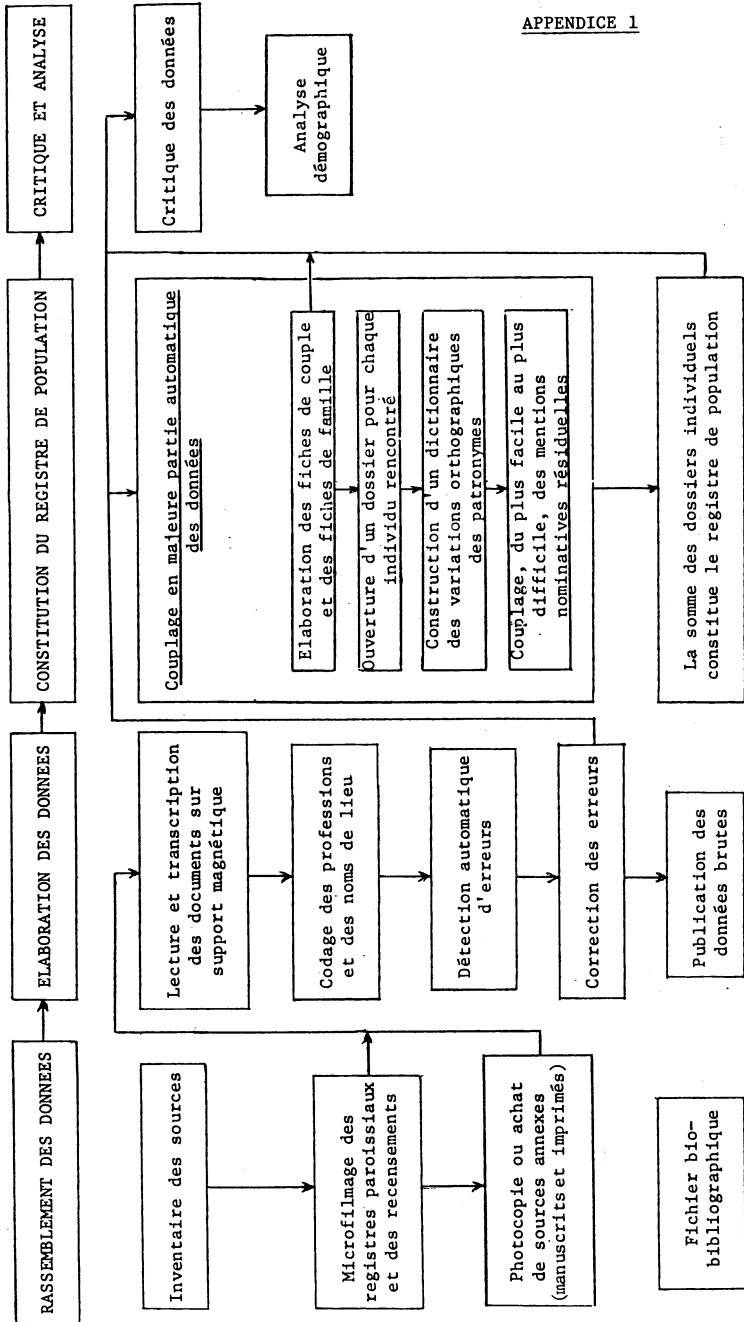 APPENDICE 1
RASSEMBLEMENT DES DONNEES
ELABORATION DES DONNEES
CONSTITUTION DU REGISTRE DE POPULATION
CRITIQUE ET ANALYSE
Inventaire des sources
Microfilmage des
registres paroissiaux
et des recensements
Photocopie ou achat
de sources annexes
(manuscrits et imprimés)
Fichier bio-
bibliographique
Lecture et transcription
des documents sur
support magnétique
Codage des professions
et des noms de lieu
Détection automatique
d'erreurs
Correction des erreurs
Publication des
données brutes
Couplage en majeure partie automatique
des données
Elaboration des fiches de couple
et des fiches de famille
Ouverture d'un dossier pour chaque
individu rencontré
Construction d'un dictionnaire
des variations orthographiques
des patronymes
Couplage, du plus facile au plus
difficile, des mentions
nominatives résiduelles
La somme des dossiers individuels
constitue le registre de population
Critique des données
Analyse
démographique